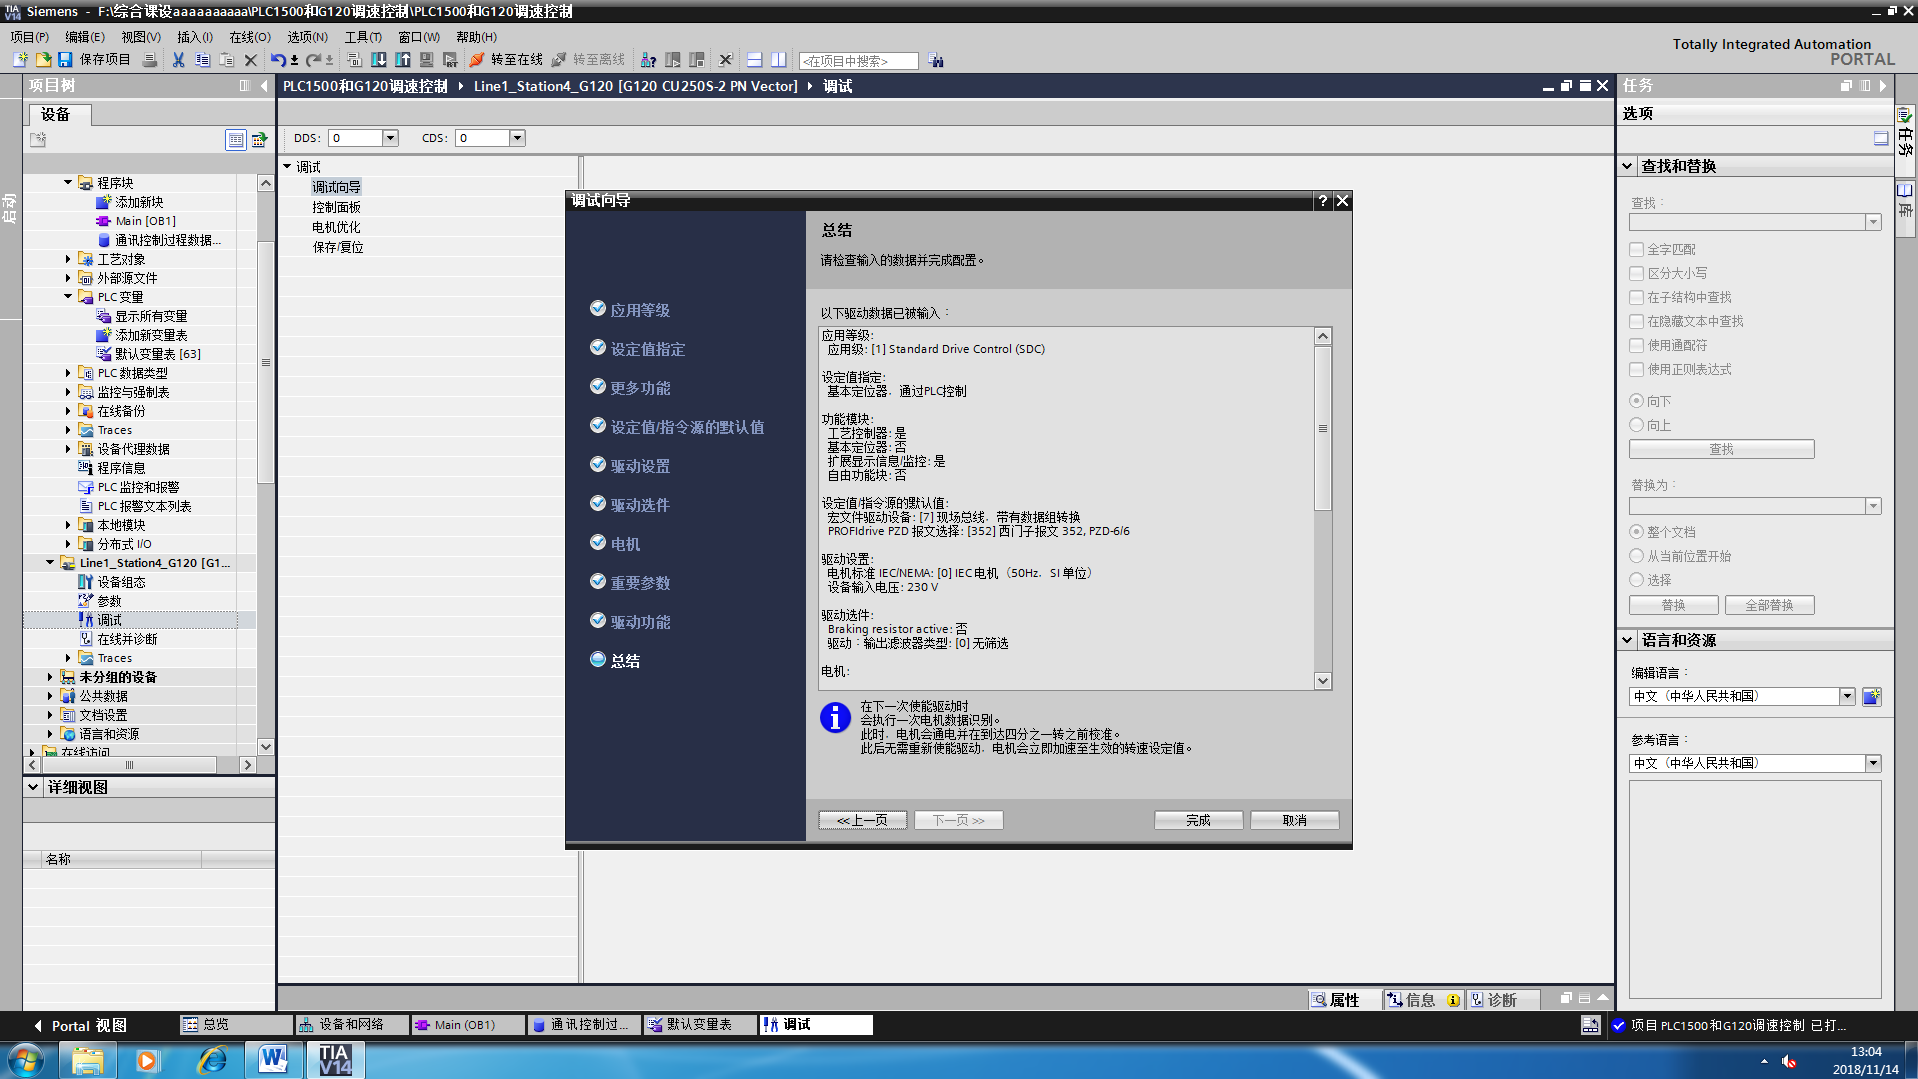 TIA V14 Siemens - F:\综合课设aaaaaaaaaa\PLC1500和G120调速控制\PLC1500和G120调速控制
项目(P) 编辑(E) 视图(V) 插入(I) 在线(O) 选项(N) 工具(T) 窗口(W) 帮助(H)
Totally Integrated Automation
PORTAL
保存项目 转至在线 转至离线 <在项目中搜索>
项目树
PLC1500和G120调速控制 Line1_Station4_G120 [G120 CU250S-2 PN Vector] 调试
任务
设备
选项
DDS: 0 CDS: 0
启动
程序块
添加新块
Main [OB1]
通讯控制过程数据...
工艺对象
外部源文件
PLC 变量
显示所有变量
添加新变量表
默认变量表 [63]
PLC 数据类型
监控与强制表
在线备份
Traces
设备代理数据
程序信息
PLC 监控和报警
PLC 报警文本列表
本地模块
分布式 I/O
Line1_Station4_G120 [G1...
设备组态
参数
调试
在线并诊断
Traces
未分组的设备
公共数据
文档设置
语言和资源
在线访问
详细视图
名称
调试
调试向导
控制面板
电机优化
保存/复位
调试向导
?
应用等级
设定值指定
更多功能
设定值/指令源的默认值
驱动设置
驱动选件
电机
重要参数
驱动功能
总结
总结
请检查输入的数据并完成配置。
以下驱动数据已被输入：
应用等级:
应用级: [1] Standard Drive Control (SDC)
设定值指定:
基本定位器，通过PLC控制
功能模块:
工艺控制器: 是
基本定位器: 否
扩展显示信息/监控: 是
自由功能块: 否
设定值/指令源的默认值:
宏文件驱动设备: [7] 现场总线，带有数据组转换
PROFIdrive PZD 报文选择: [352] 西门子报文 352, PZD-6/6
驱动设置:
电机标准 IEC/NEMA: [0] IEC 电机（50Hz，SI 单位）
设备输入电压: 230 V
驱动选件:
Braking resistor active: 否
驱动：输出滤波器类型: [0] 无筛选
电机:
在下一次使能驱动时
会执行一次电机数据识别。
此时，电机会通电并在到达四分之一转之前校准。
此后无需重新使能驱动，电机会立即加速至生效的转速设定值。
<<上一页 下一页 >> 完成 取消
查找和替换
查找：
全字匹配
区分大小写
在子结构中查找
在隐藏文本中查找
使用通配符
使用正则表达式
向下
向上
查找
替换为：
整个文档
从当前位置开始
选择
替换 全部替换
语言和资源
编辑语言：
中文（中华人民共和国）
参考语言：
中文（中华人民共和国）
任务
库
属性 信息 诊断
Portal 视图 总览 设备和网络 Main (OB1) 通讯控制过... 默认变量表 调试 项目 PLC1500和G120调速控制 已打...
TIA V14
13:04
2018/11/14